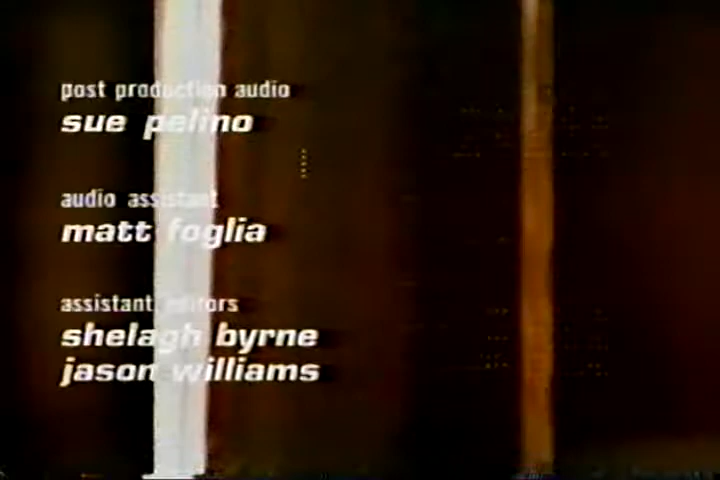 post production audio
sue pelino
audio assistant
matt foglia
assistant editors
shelagh byrne
jason williams